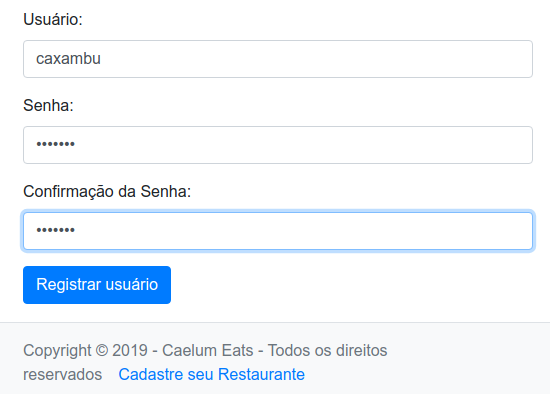 Usuário:
caxambu
Senha:
•••••••
Confirmação da Senha:
•••••••
Registrar usuário
Copyright © 2019 - Caelum Eats - Todos os direitos
reservados Cadastre seu Restaurante